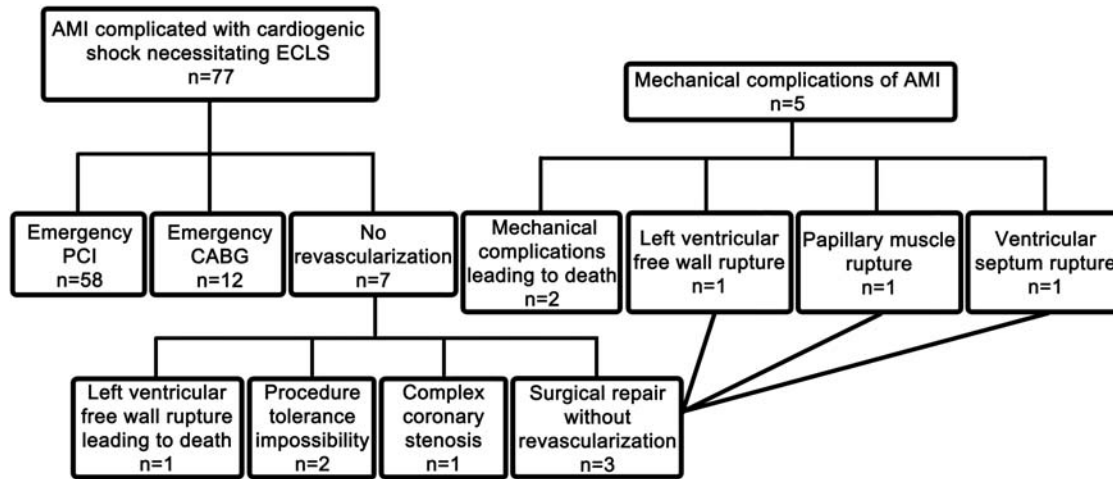 AMI complicated with cardiogenic
shock necessitating ECLS
n=77
Mechanical complications of AMI
n=5
Emergency
PCI
n=58
Emergency
CABG
n=12
No
revascularization
n=7
Mechanical
complications
leading to death
n=2
Left ventricular
free wall rupture
n=1
Papillary muscle
rupture
n=1
Ventricular
septum rupture
n=1
Left ventricular
free wall rupture
leading to death
n=1
Procedure
tolerance
impossibility
n=2
Complex
coronary
stenosis
n=1
Surgical repair
without
revascularization
n=3